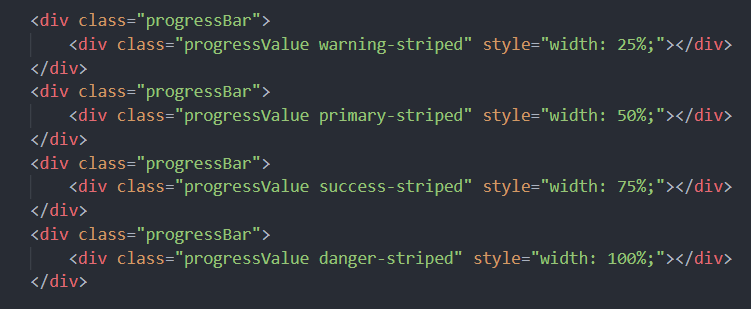 <div class="progressBar">
    <div class="progressValue warning-striped" style="width: 25%;"></div>
</div>
<div class="progressBar">
    <div class="progressValue primary-striped" style="width: 50%;"></div>
</div>
<div class="progressBar">
    <div class="progressValue success-striped" style="width: 75%;"></div>
</div>
<div class="progressBar">
    <div class="progressValue danger-striped" style="width: 100%;"></div>
</div>